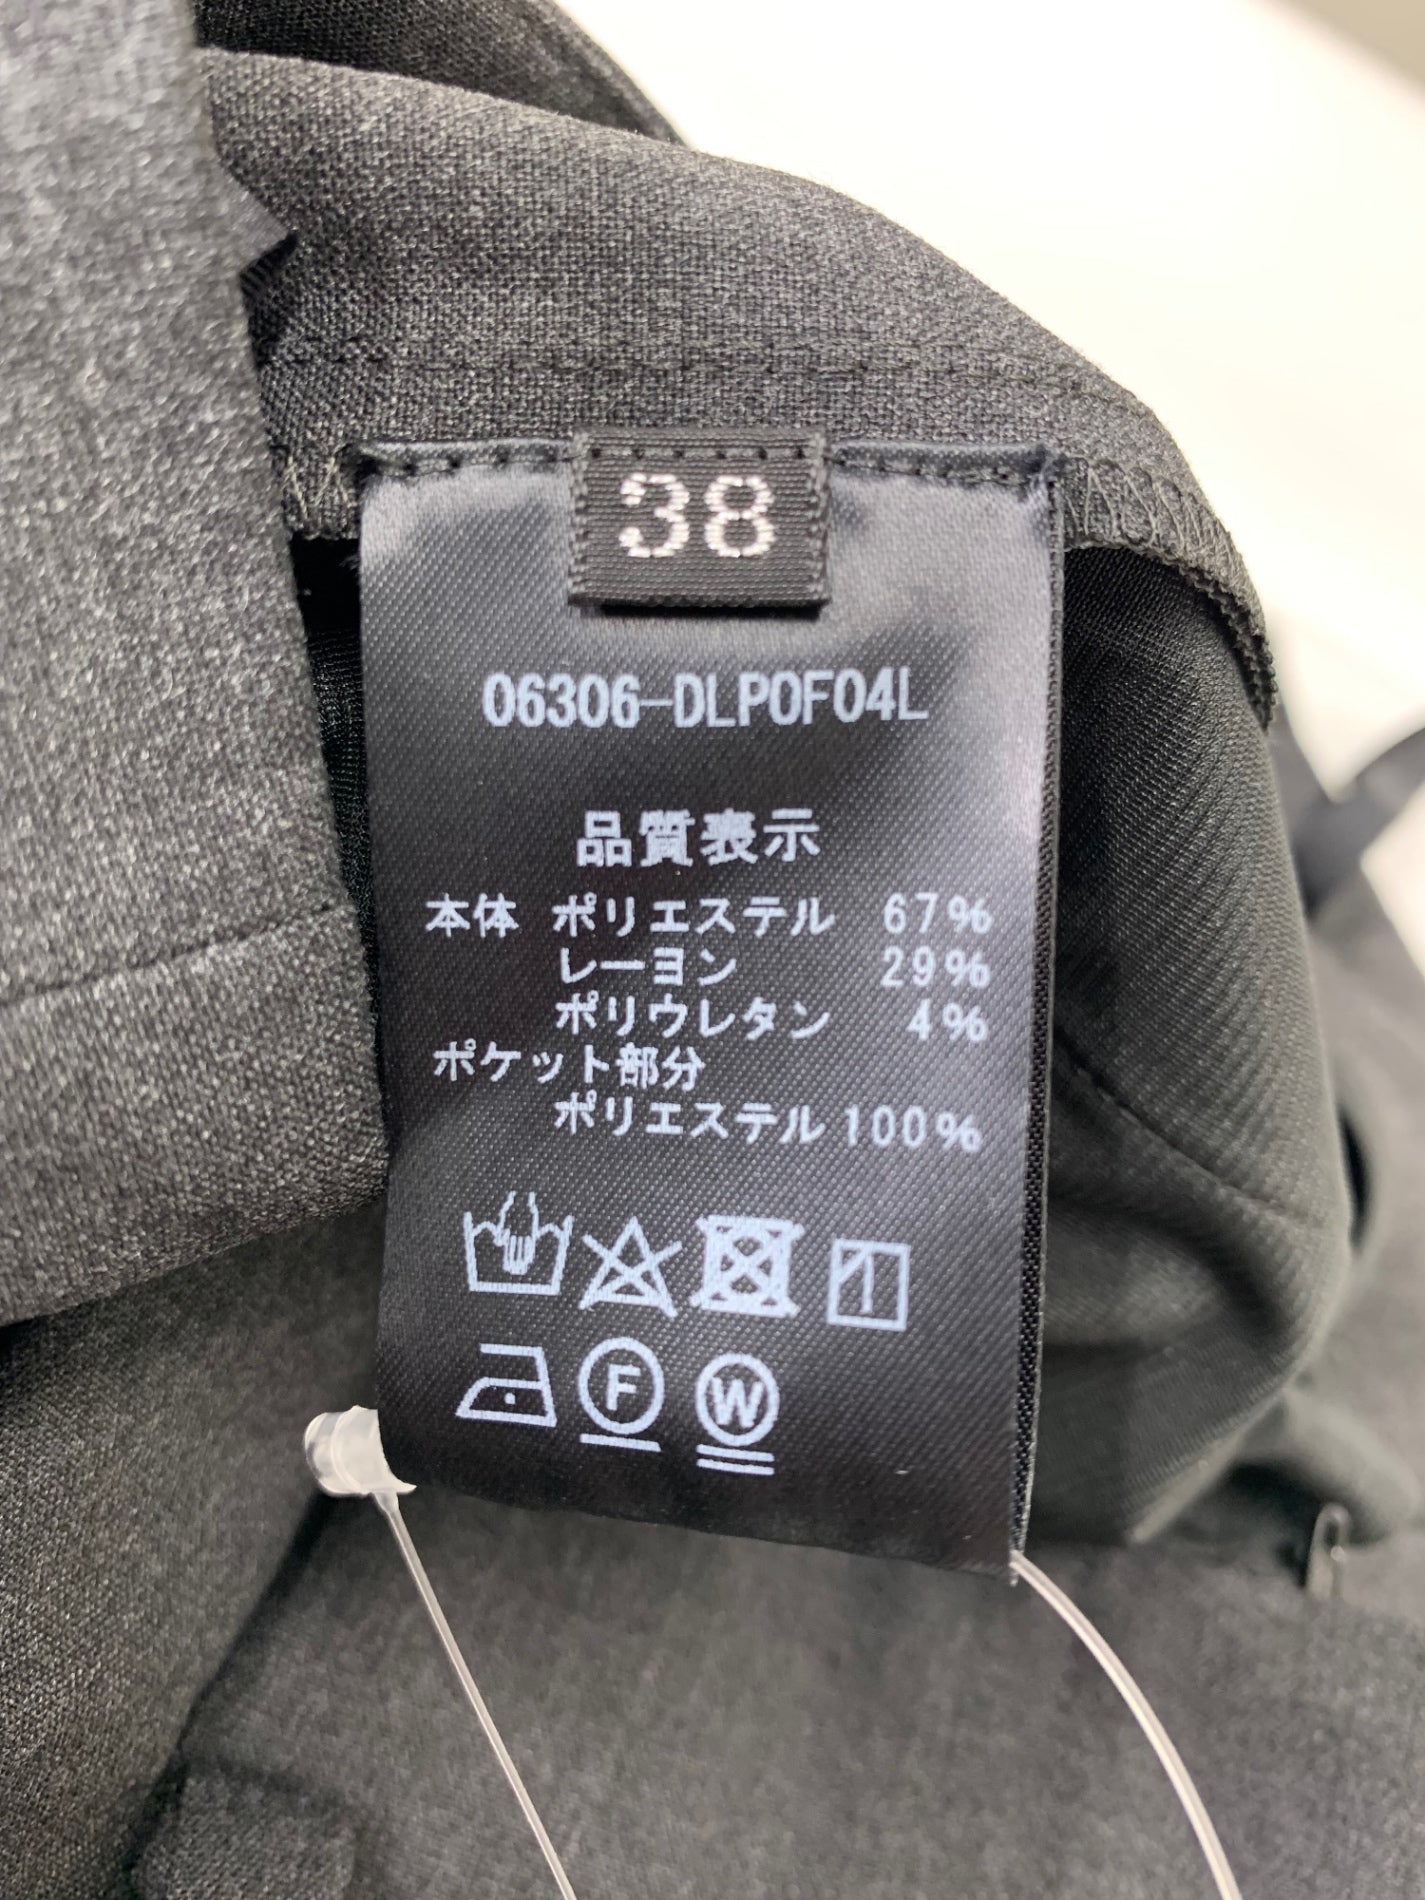 38
06306-DLP0F04L
品質表示
本体 ポリエステル 67%
レーヨン 29%
ポリウレタン 4%
ポケット部分
ポリエステル 100%
F W